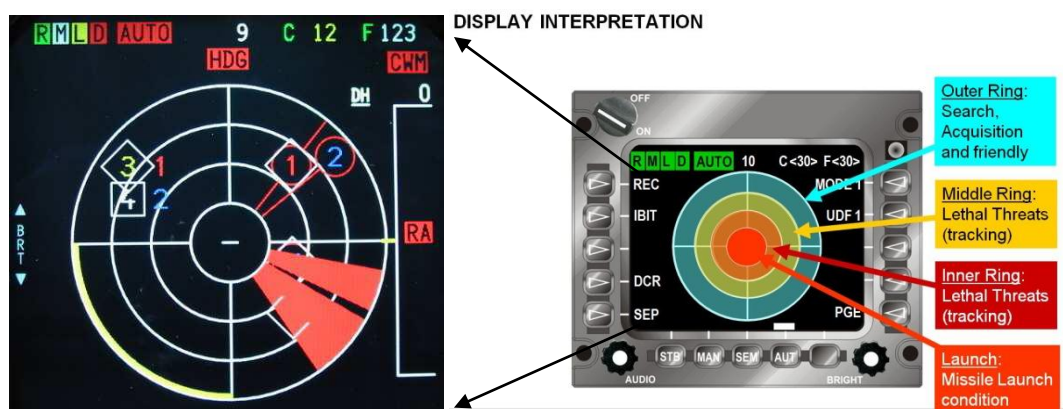 DISPLAY INTERPRETATION
R M L D AUTO 9 C 12 F 123
HDG
CWM
DH 0
3 1
1
2
4 2
BRT
RA
OFF
ON
R M L D AUTO 10 C<30> F<30>
REC
MODE 1
IBIT
UDF 1
DCR
SEP
PGE
STB MAN SEM AUT
AUDIO
BRIGHT
Outer Ring:
Search,
Acquisition
and friendly
Middle Ring:
Lethal Threats
(tracking)
Inner Ring:
Lethal Threats
(tracking)
Launch:
Missile Launch
condition